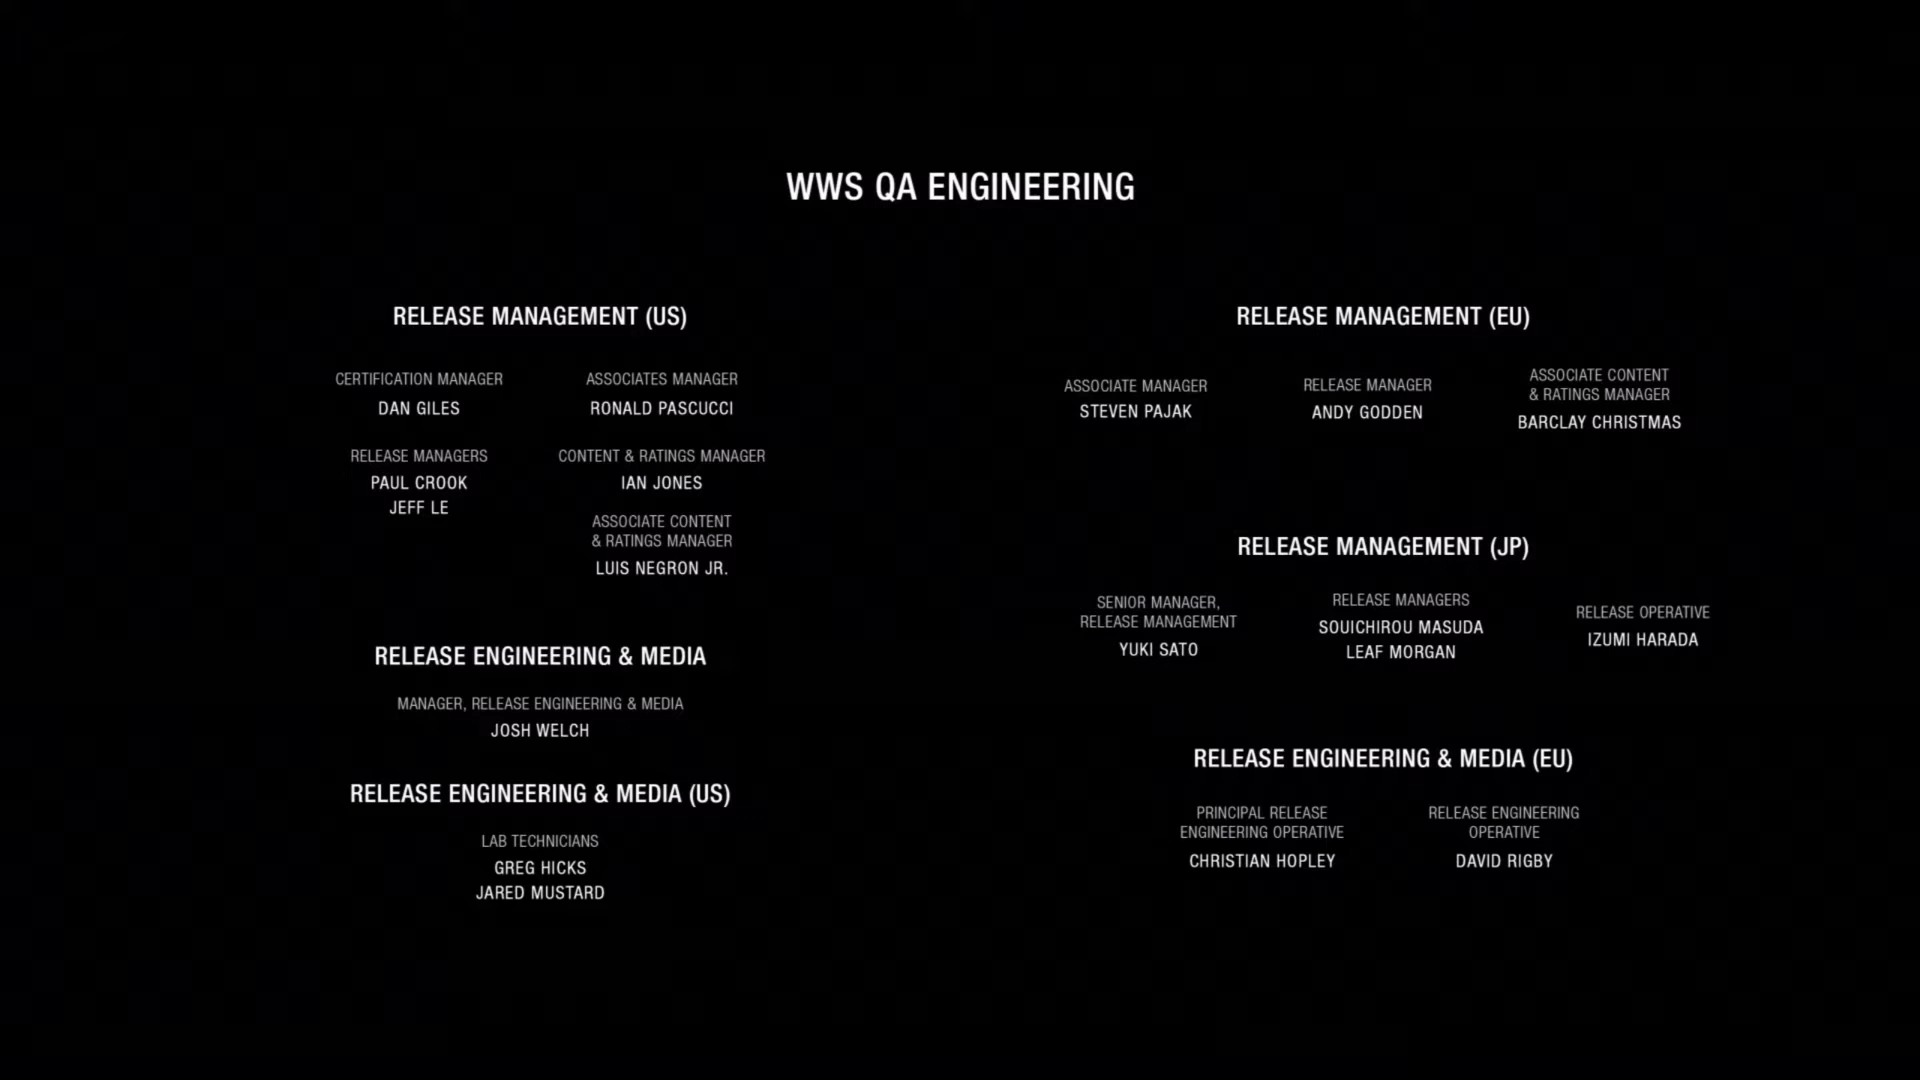 WWS QA ENGINEERING
RELEASE MANAGEMENT (US)
CERTIFICATION MANAGER
DAN GILES
ASSOCIATES MANAGER
RONALD PASCUCCI
RELEASE MANAGERS
PAUL CROOK
JEFF LE
CONTENT & RATINGS MANAGER
IAN JONES
ASSOCIATE CONTENT
& RATINGS MANAGER
LUIS NEGRON JR.
RELEASE ENGINEERING & MEDIA
MANAGER, RELEASE ENGINEERING & MEDIA
JOSH WELCH
RELEASE ENGINEERING & MEDIA (US)
LAB TECHNICIANS
GREG HICKS
JARED MUSTARD
RELEASE MANAGEMENT (EU)
ASSOCIATE MANAGER
STEVEN PAJAK
RELEASE MANAGER
ANDY GODDEN
ASSOCIATE CONTENT
& RATINGS MANAGER
BARCLAY CHRISTMAS
RELEASE MANAGEMENT (JP)
SENIOR MANAGER,
RELEASE MANAGEMENT
YUKI SATO
RELEASE MANAGERS
SOUICHIROU MASUDA
LEAF MORGAN
RELEASE OPERATIVE
IZUMI HARADA
RELEASE ENGINEERING & MEDIA (EU)
PRINCIPAL RELEASE
ENGINEERING OPERATIVE
CHRISTIAN HOPLEY
RELEASE ENGINEERING
OPERATIVE
DAVID RIGBY